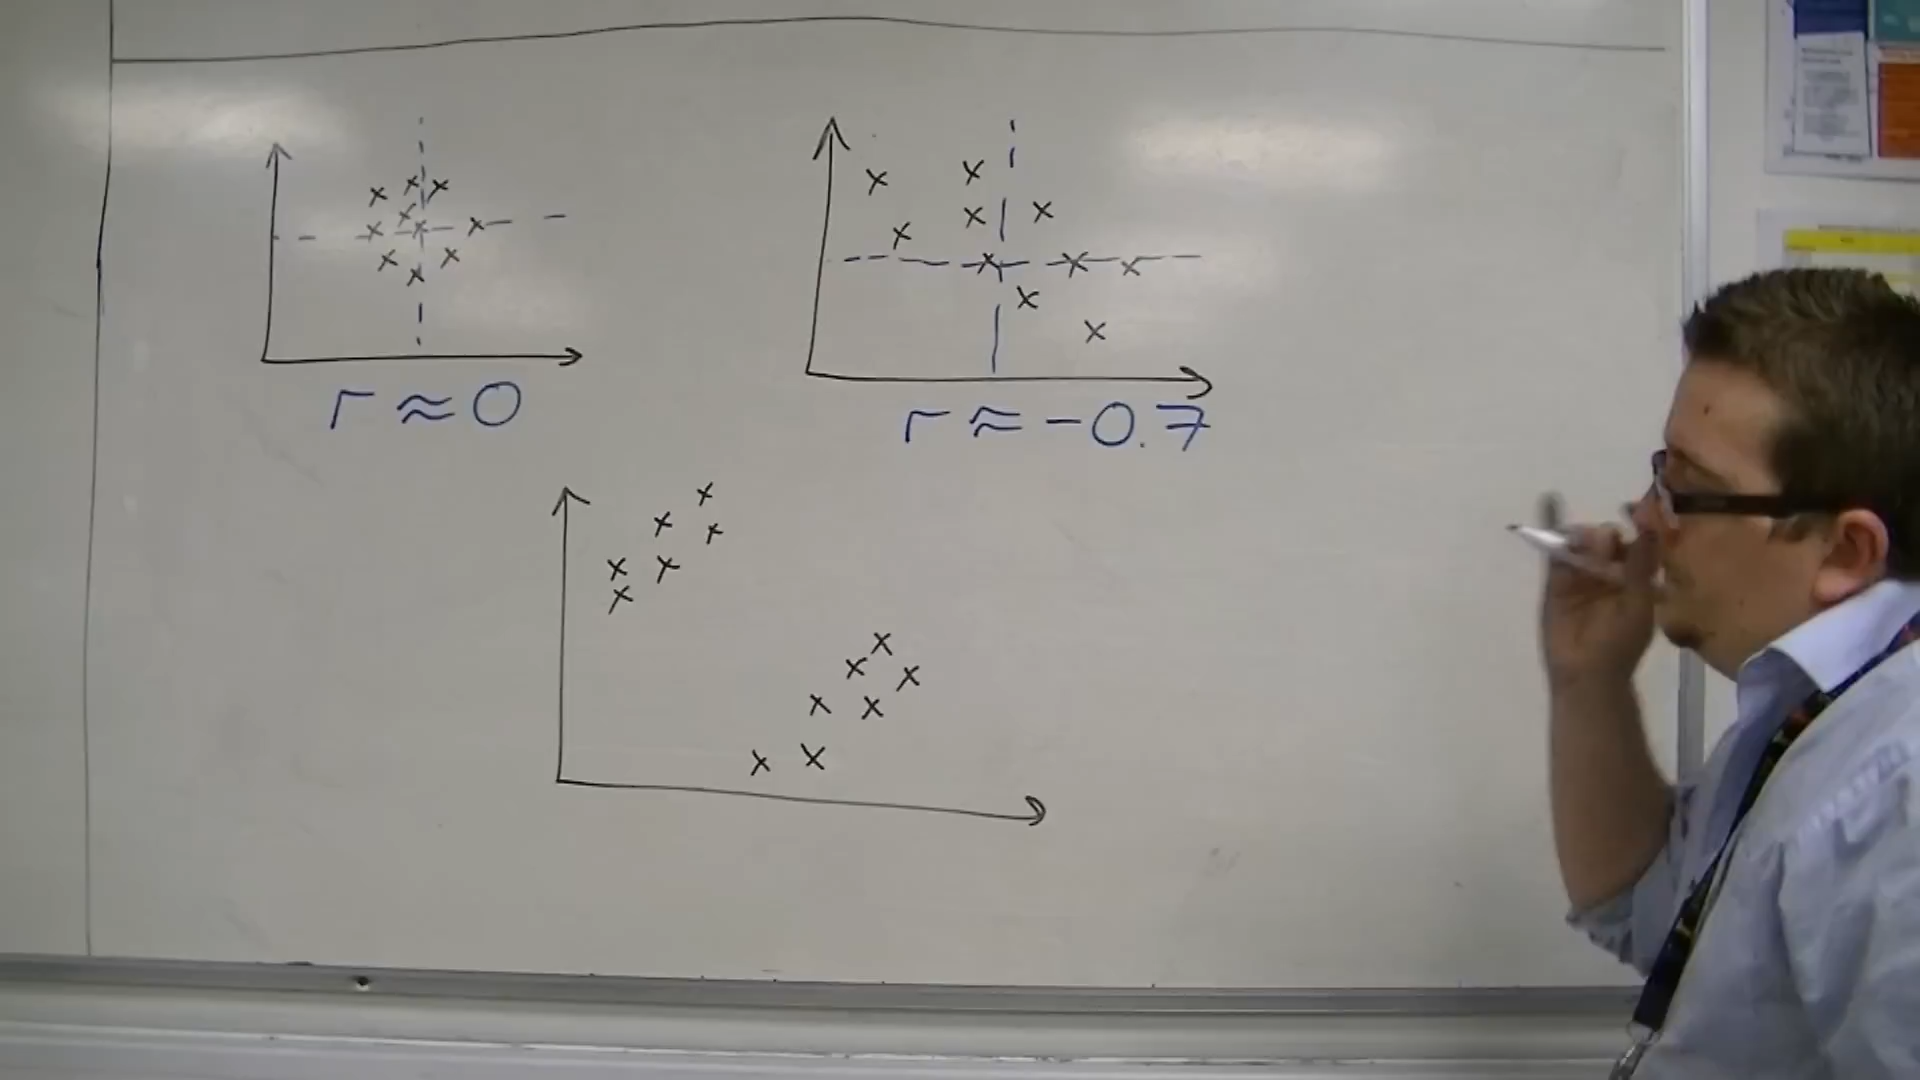 r ≈ 0
r ≈ -0.7